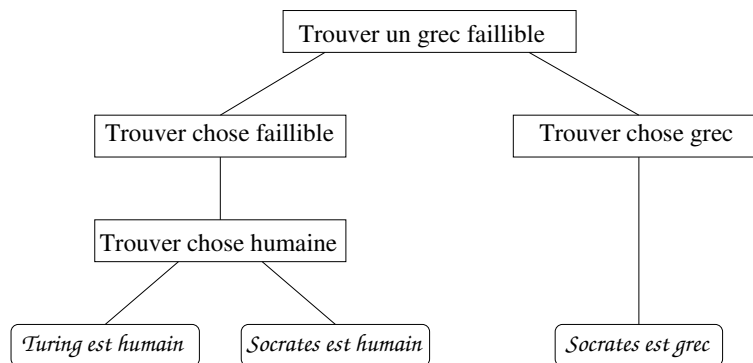 Trouver un grec faillible
Trouver chose faillible
Trouver chose grec
Trouver chose humaine
Turing est humain
Socrates est humain
Socrates est grec